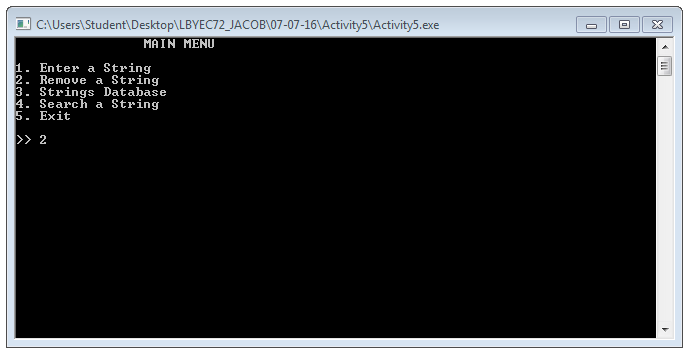 C:\Users\Student\Desktop\LBYEC72_JACOB\07-07-16\Activity5\Activity5.exe
MAIN MENU
1. Enter a String
2. Remove a String
3. Strings Database
4. Search a String
5. Exit
>> 2